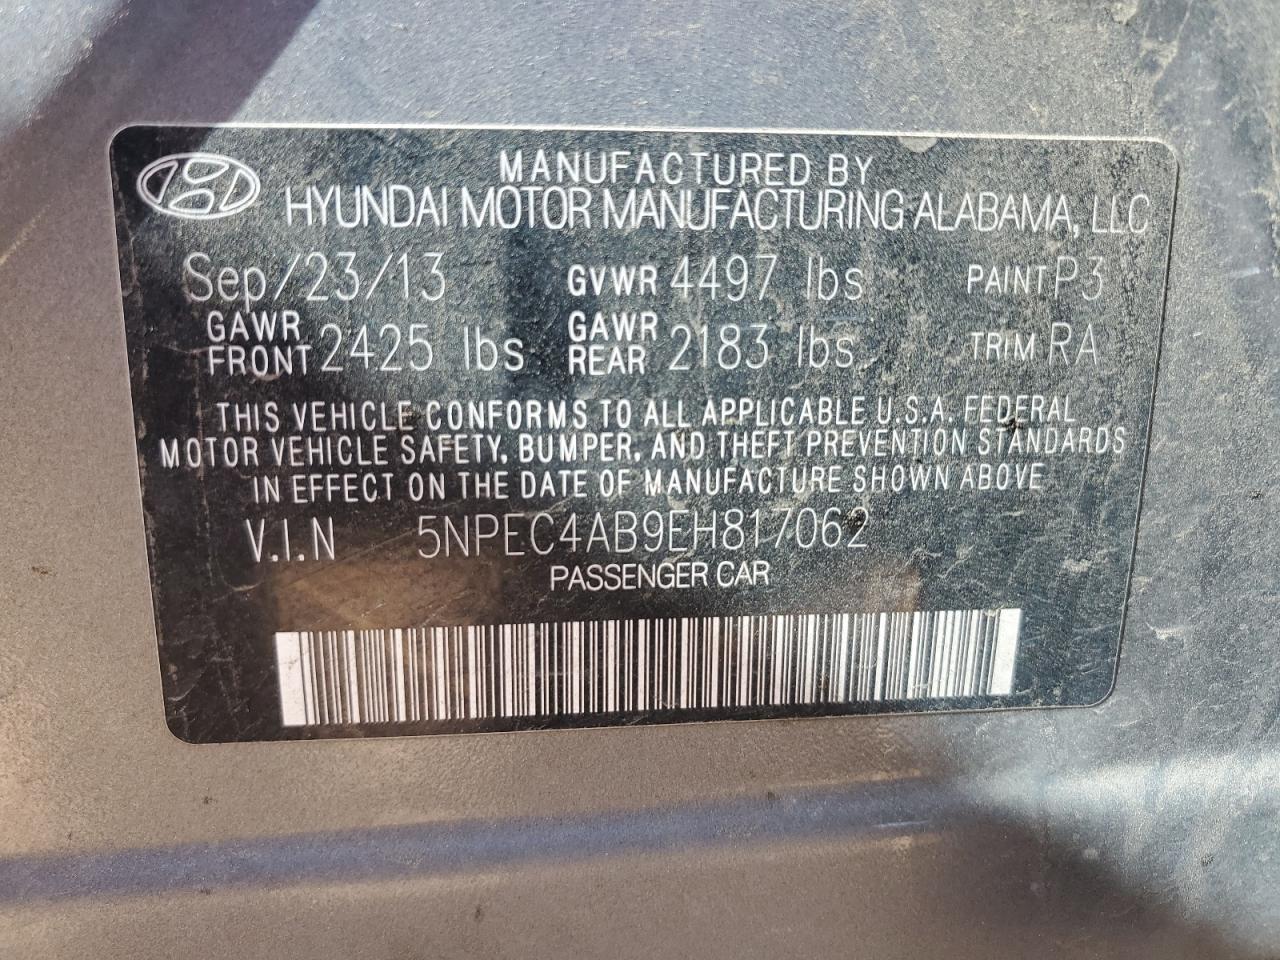 MANUFACTURED BY
HYUNDAI MOTOR MANUFACTURING ALABAMA, LLC
Sep/23/13 GVWR 4497 lbs PAINT P3
GAWR FRONT 2425 lbs GAWR REAR 2183 lbs TRIM RA
THIS VEHICLE CONFORMS TO ALL APPLICABLE U.S.A. FEDERAL
MOTOR VEHICLE SAFETY, BUMPER, AND THEFT PREVENTION STANDARDS
IN EFFECT ON THE DATE OF MANUFACTURE SHOWN ABOVE
V.I.N 5NPEC4AB9EH817062
PASSENGER CAR